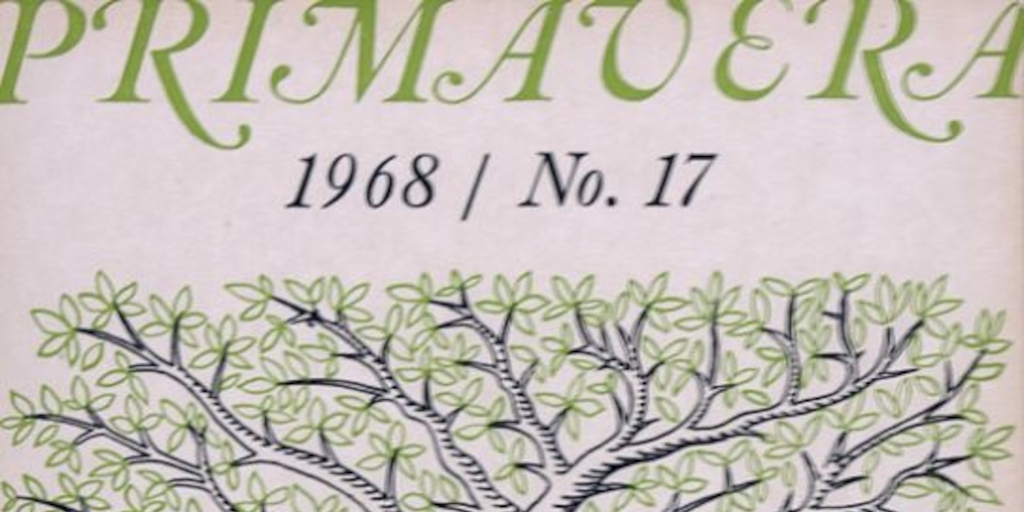 PRIMAVERA
1968 / No. 17